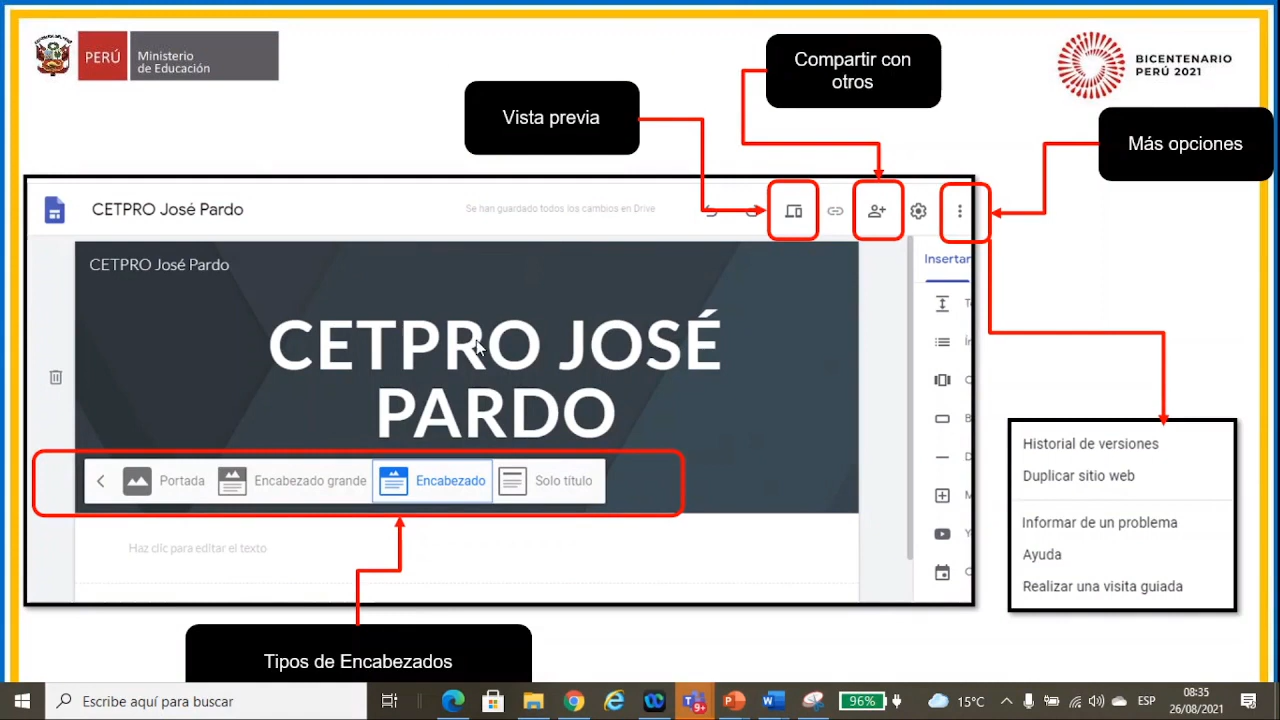 PERÚ
Ministerio
de Educación
BICENTENARIO
PERÚ 2021
Compartir con
otros
Vista previa
Más opciones
CETPRO José Pardo
Se han guardado todos los cambios en Drive
CETPRO José Pardo
Insertar
CETPRO JOSÉ
PARDO
Portada
Encabezado grande
Encabezado
Solo título
Haz clic para editar el texto
Historial de versiones
Duplicar sitio web
Informar de un problema
Ayuda
Realizar una visita guiada
Tipos de Encabezados
Escribe aquí para buscar
9+
96%
15°C
ESP
08:35
26/08/2021